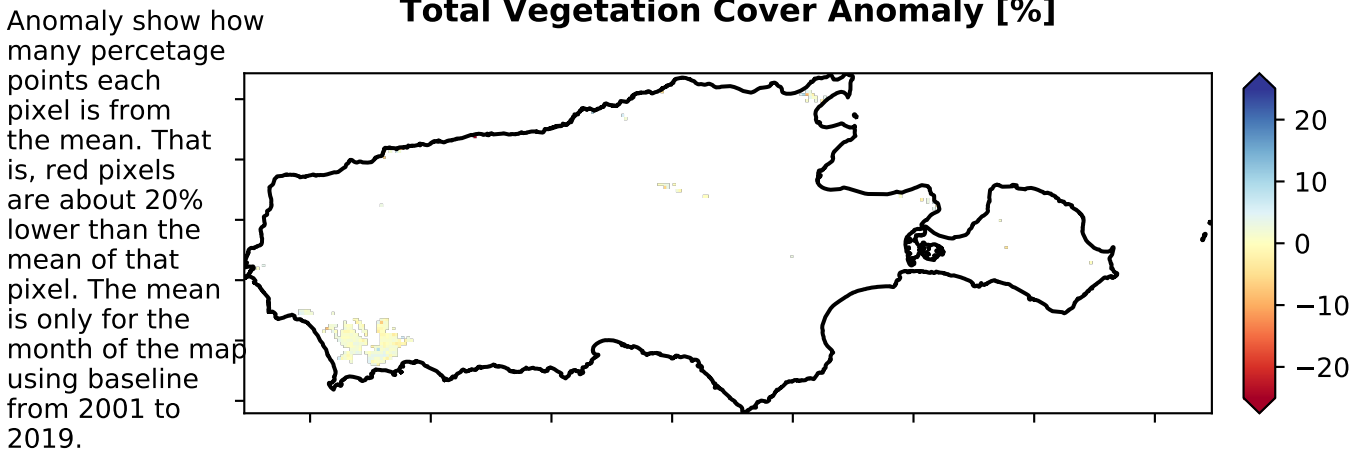 Total Vegetation Cover Anomaly [%]
Anomaly show how
many percetage
points each
pixel is from
the mean. That
is, red pixels
are about 20%
lower than the
mean of that
pixel. The mean
is only for the
month of the map
using baseline
from 2001 to
2019.
20
10
0
−10
−20